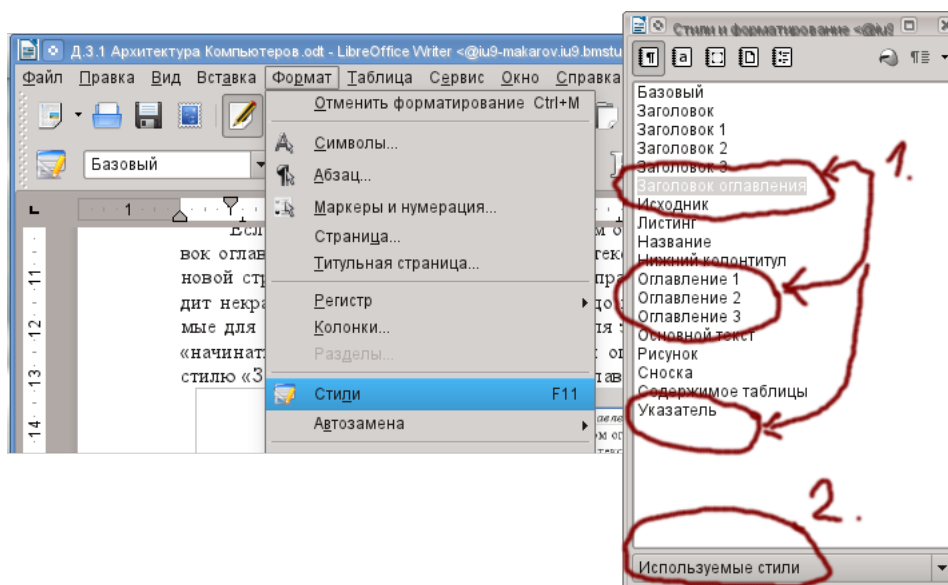 Д.3.1 Архитектура Компьютеров.odt - LibreOffice Writer <@iu9-makarov.iu9.bmstu
Файл Правка Вид Вставка Формат Таблица Сервис Окно Справка
Базовый
1
Отменить форматирование Ctrl+M
Символы...
Абзац...
Маркеры и нумерация...
Страница...
Титульная страница...
Регистр
Колонки...
Разделы...
Стили F11
Автозамена
Есл
вок оглав
новой стр
дит некра
мые для
«начинат
стилю «З
11
12
13
14
Стили и форматирование <@iu9
Базовый
Заголовок
Заголовок 1
Заголовок 2
Заголовок 3
Заголовок оглавления
Исходник
Листинг
Название
Нижний колонтитул
Оглавление 1
Оглавление 2
Оглавление 3
Основной текст
Рисунок
Сноска
Содержимое таблицы
Указатель
1.
2.
Используемые стили